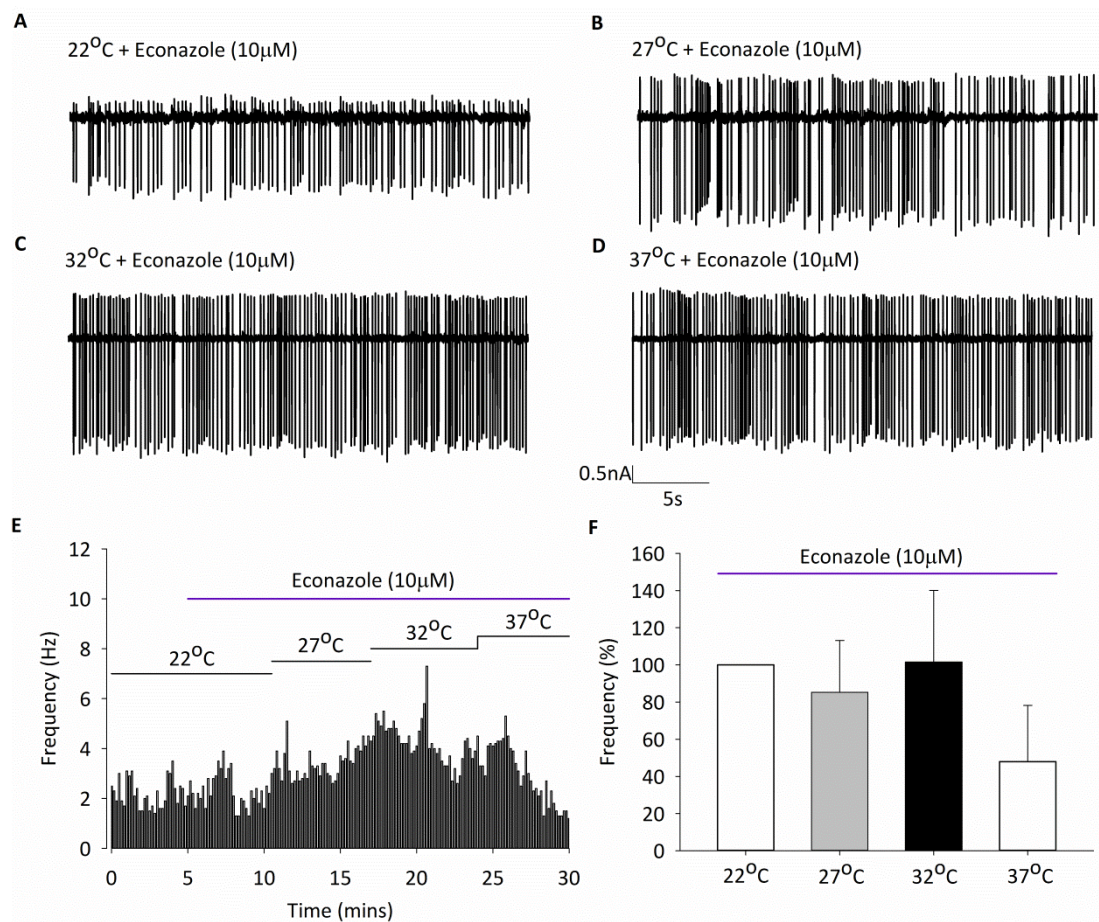 A
22°C + Econazole (10μM)
B
27°C + Econazole (10μM)
C
32°C + Econazole (10μM)
D
37°C + Econazole (10μM)
0.5nA
5s
E
12
10
8
6
4
2
0
Frequency (Hz)
Econazole (10μM)
22°C
27°C
32°C
37°C
0 5 10 15 20 25 30
Time (mins)
F
160
140
120
100
80
60
40
20
0
Frequency (%)
Econazole (10μM)
22°C 27°C 32°C 37°C